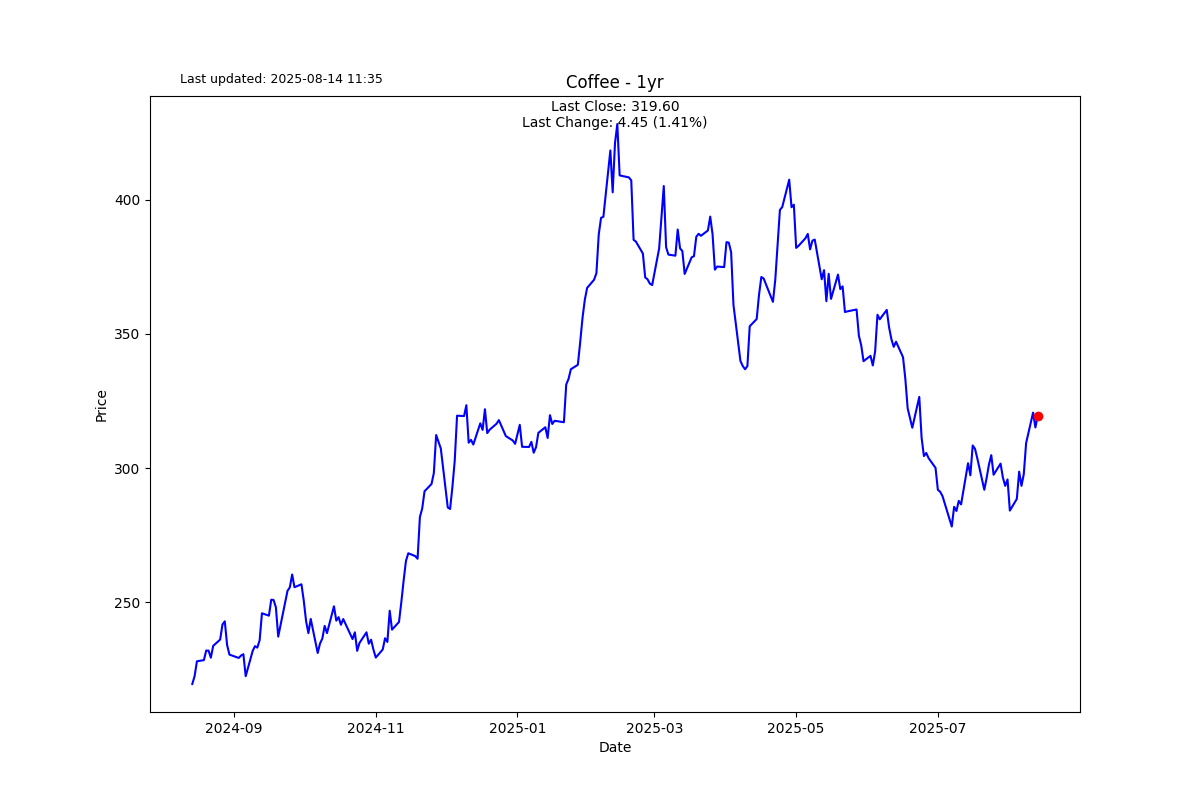 Last updated: 2025-08-14 11:35
Coffee - 1yr
Last Close: 319.60
Last Change: 4.45 (1.41%)
Price
400
350
300
250
2024-09
2024-11
2025-01
2025-03
2025-05
2025-07
Date